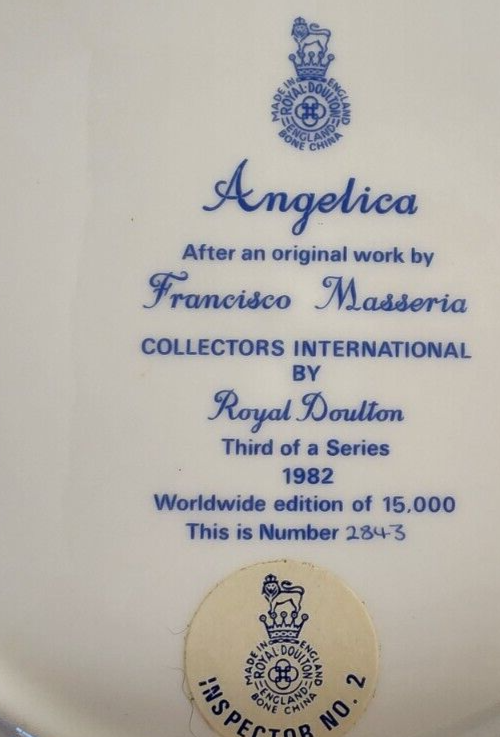 MADE IN ENGLAND
ROYAL·DOULTON
ENGLAND
BONE CHINA
Angelica
After an original work by
Francisco Masseria
COLLECTORS INTERNATIONAL
BY
Royal Doulton
Third of a Series
1982
Worldwide edition of 15,000
This is Number 2843
MADE IN ENGLAND
ROYAL·DOULTON
ENGLAND
BONE CHINA
INSPECTOR NO. 2